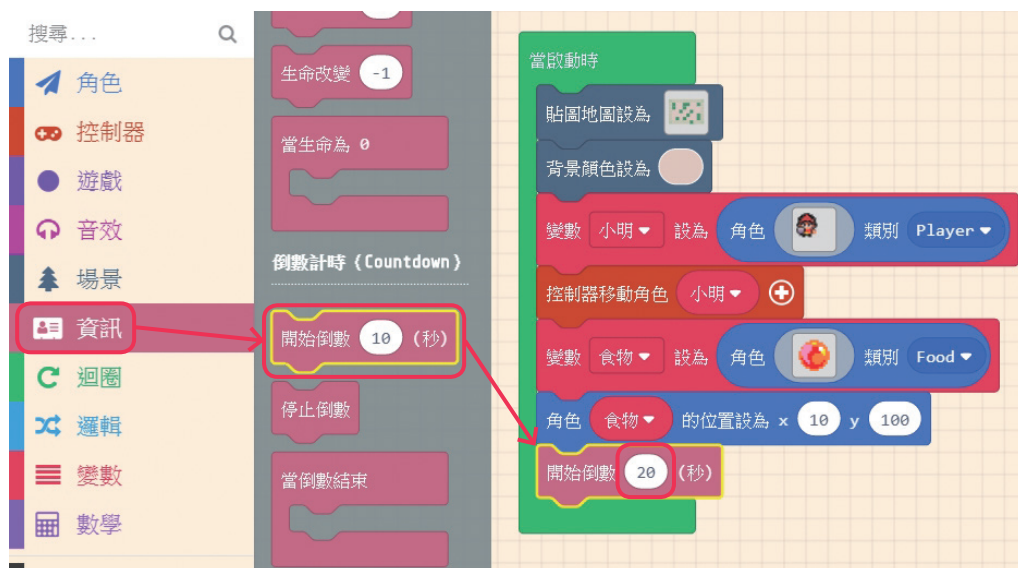 搜尋...
角色
控制器
遊戲
音效
場景
資訊
迴圈
邏輯
變數
數學
生命改變 -1
當生命為 0
倒數計時 (Countdown)
開始倒數 10 (秒)
停止倒數
當倒數結束
當啟動時
貼圖地圖設為
背景顏色設為
變數 小明 設為 角色 類別 Player
控制器移動角色 小明
變數 食物 設為 角色 類別 Food
角色 食物 的位置設為 x 10 y 100
開始倒數 20 (秒)